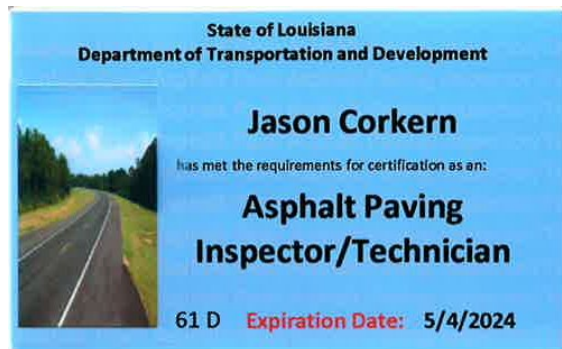 State of Louisiana
Department of Transportation and Development
Jason Corkern
has met the requirements for certification as an:
Asphalt Paving
Inspector/Technician
61 D Expiration Date: 5/4/2024